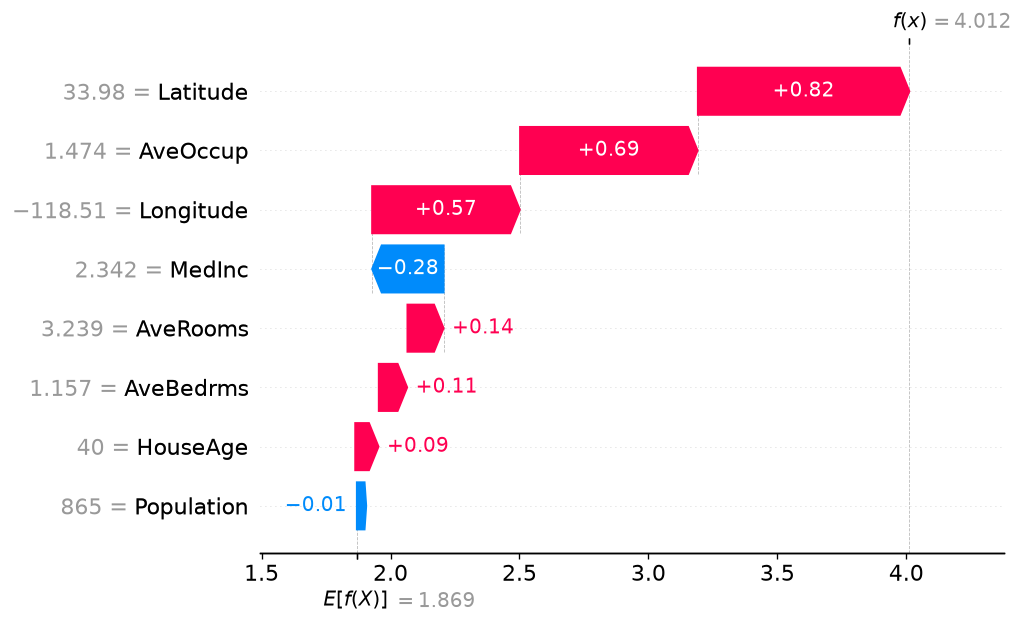 f(x) = 4.012
33.98 = Latitude +0.82
1.474 = AveOccup +0.69
−118.51 = Longitude +0.57
2.342 = MedInc −0.28
3.239 = AveRooms +0.14
1.157 = AveBedrms +0.11
40 = HouseAge +0.09
865 = Population −0.01
1.5 2.0 2.5 3.0 3.5 4.0
E[f(X)] = 1.869